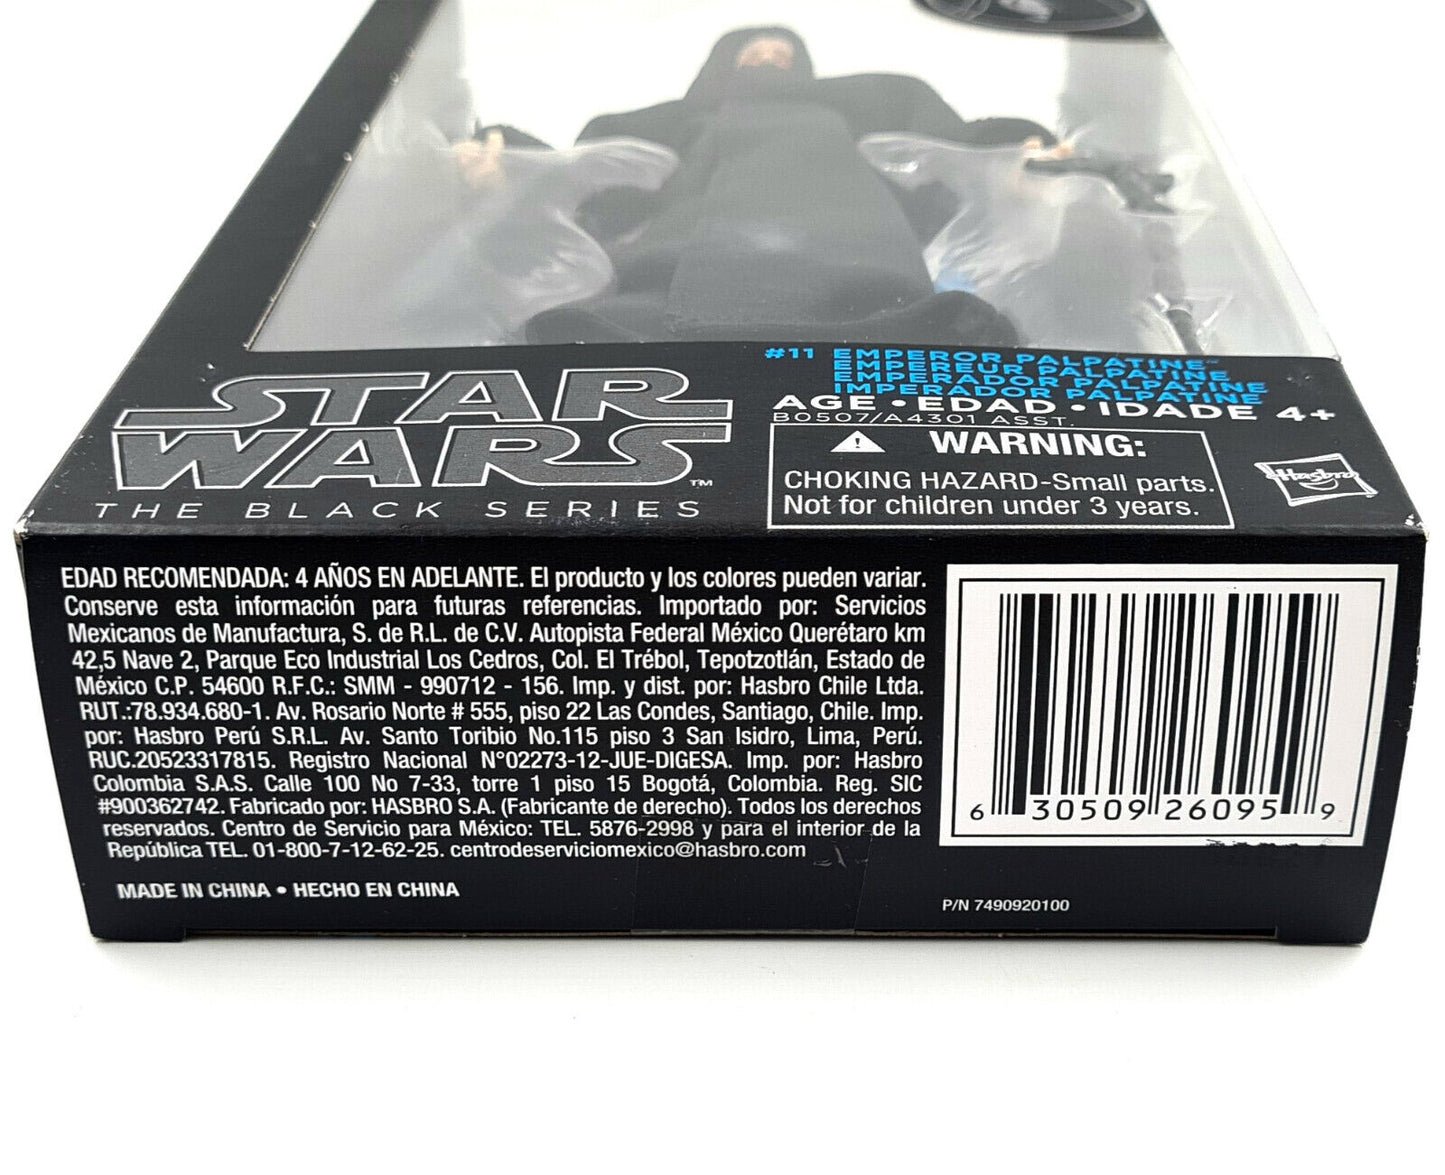 #11 EMPEROR PALPATINE™
EMPEREUR PALPATINE
EMPERADOR PALPATINE
IMPERADOR PALPATINE
STAR
WARS™
THE BLACK SERIES
AGE • EDAD • IDADE 4+
B0507/A4301 ASST.
WARNING:
CHOKING HAZARD-Small parts.
Not for children under 3 years.
Hasbro
EDAD RECOMENDADA: 4 AÑOS EN ADELANTE. El producto y los colores pueden variar.
Conserve esta información para futuras referencias. Importado por: Servicios
Mexicanos de Manufactura, S. de R.L. de C.V. Autopista Federal México Querétaro km
42,5 Nave 2, Parque Eco Industrial Los Cedros, Col. El Trébol, Tepotzotlán, Estado de
México C.P. 54600 R.F.C.: SMM - 990712 - 156. Imp. y dist. por: Hasbro Chile Ltda.
RUT.:78.934.680-1. Av. Rosario Norte # 555, piso 22 Las Condes, Santiago, Chile. Imp.
por: Hasbro Perú S.R.L. Av. Santo Toribio No.115 piso 3 San Isidro, Lima, Perú.
RUC.20523317815. Registro Nacional N°02273-12-JUE-DIGESA. Imp. por: Hasbro
Colombia S.A.S. Calle 100 No 7-33, torre 1 piso 15 Bogotá, Colombia. Reg. SIC
#900362742. Fabricado por: HASBRO S.A. (Fabricante de derecho). Todos los derechos
reservados. Centro de Servicio para México: TEL. 5876-2998 y para el interior de la
República TEL. 01-800-7-12-62-25. centrodeserviciomexico@hasbro.com
MADE IN CHINA • HECHO EN CHINA
6 30509 26095 9
P/N 7490920100